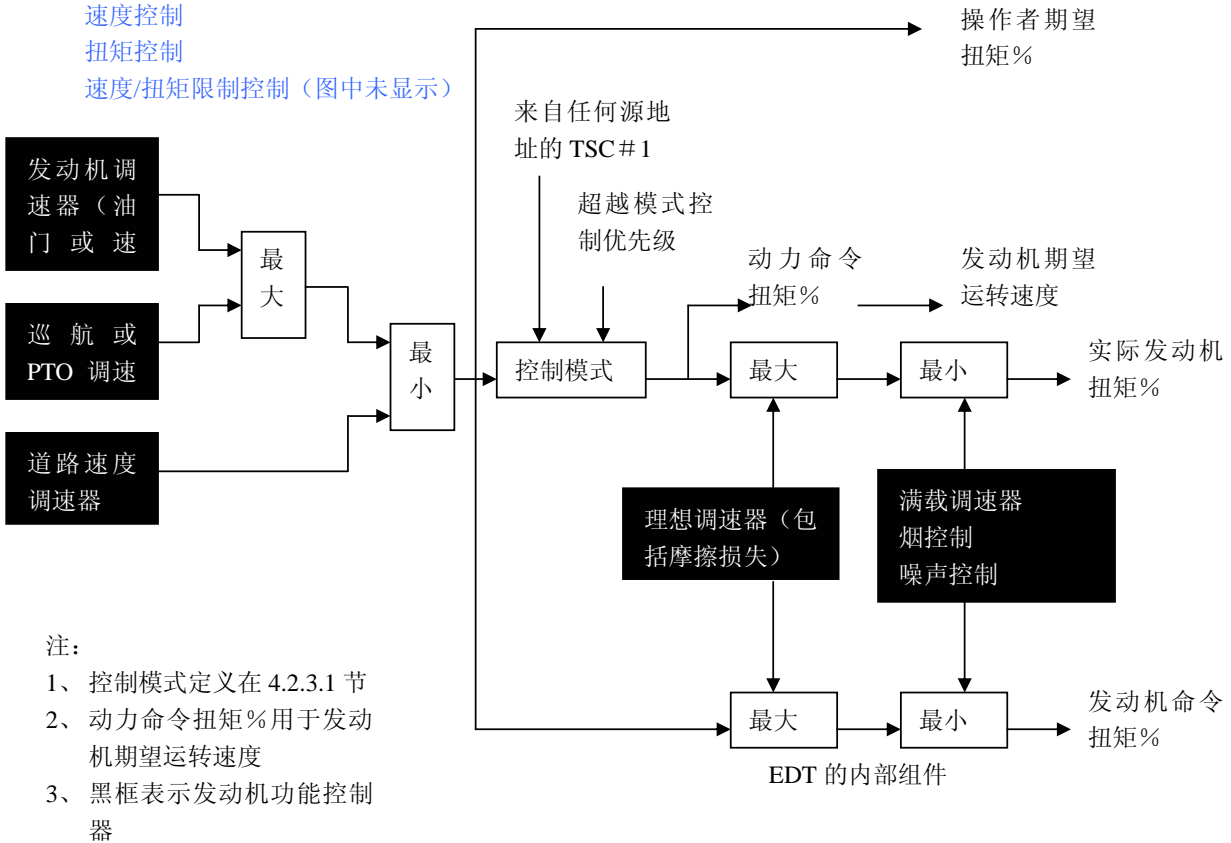 速度控制
扭矩控制
速度/扭矩限制控制（图中未显示）
操作者期望
扭矩%
来自任何源地
址的 TSC＃1
发动机调
速器（油
门或速
超越模式控
制优先级
最
大
动力命令
扭矩%
发动机期望
运转速度
巡航或
PTO 调速
最
小
控制模式
最大
最小
实际发动机
扭矩%
道路速度
调速器
理想调速器（包
括摩擦损失）
满载调速器
烟控制
噪声控制
注：
1、 控制模式定义在 4.2.3.1 节
2、 动力命令扭矩%用于发动
机期望运转速度
3、 黑框表示发动机功能控制
器
最大
最小
发动机命令
扭矩%
EDT 的内部组件